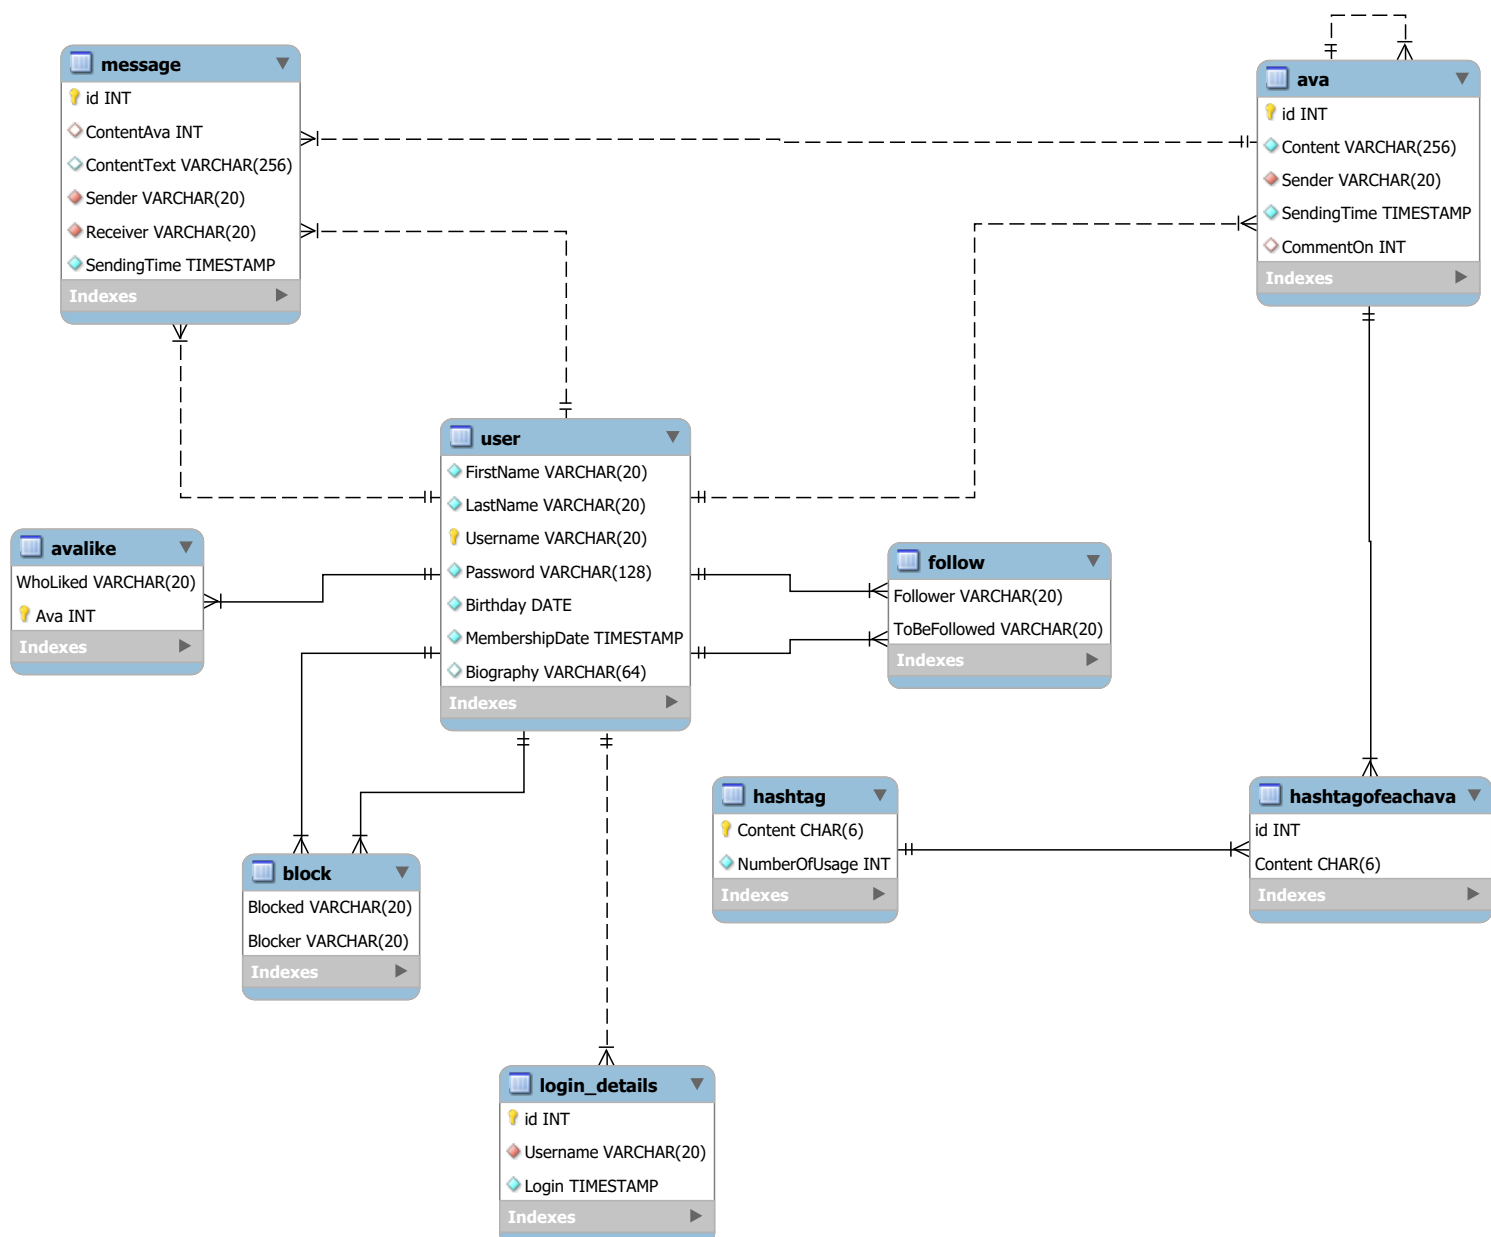 message
id INT
ContentAva INT
ContentText VARCHAR(256)
Sender VARCHAR(20)
Receiver VARCHAR(20)
SendingTime TIMESTAMP
Indexes
ava
id INT
Content VARCHAR(256)
Sender VARCHAR(20)
SendingTime TIMESTAMP
CommentOn INT
Indexes
user
FirstName VARCHAR(20)
LastName VARCHAR(20)
Username VARCHAR(20)
Password VARCHAR(128)
Birthday DATE
MembershipDate TIMESTAMP
Biography VARCHAR(64)
Indexes
avalike
WhoLiked VARCHAR(20)
Ava INT
Indexes
follow
Follower VARCHAR(20)
ToBeFollowed VARCHAR(20)
Indexes
hashtag
Content CHAR(6)
NumberOfUsage INT
Indexes
hashtagofeachava
id INT
Content CHAR(6)
Indexes
block
Blocked VARCHAR(20)
Blocker VARCHAR(20)
Indexes
login_details
id INT
Username VARCHAR(20)
Login TIMESTAMP
Indexes